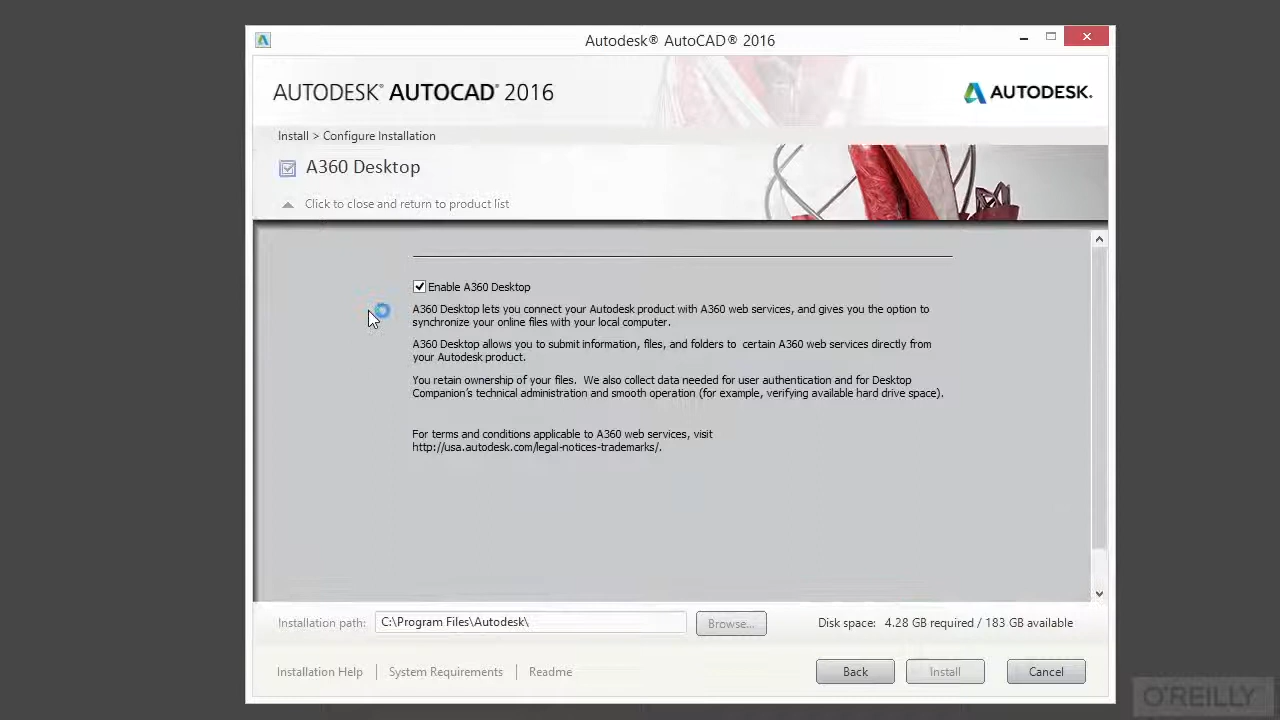 Autodesk® AutoCAD® 2016
AUTODESK® AUTOCAD® 2016
AUTODESK.
Install > Configure Installation
A360 Desktop
Click to close and return to product list
Enable A360 Desktop
A360 Desktop lets you connect your Autodesk product with A360 web services, and gives you the option to
synchronize your online files with your local computer.
A360 Desktop allows you to submit information, files, and folders to certain A360 web services directly from
your Autodesk product.
You retain ownership of your files. We also collect data needed for user authentication and for Desktop
Companion's technical administration and smooth operation (for example, verifying available hard drive space).
For terms and conditions applicable to A360 web services, visit
http://usa.autodesk.com/legal-notices-trademarks/.
Installation path: C:\Program Files\Autodesk\ Browse... Disk space: 4.28 GB required / 183 GB available
Installation Help System Requirements Readme Back Install Cancel
O'REILLY